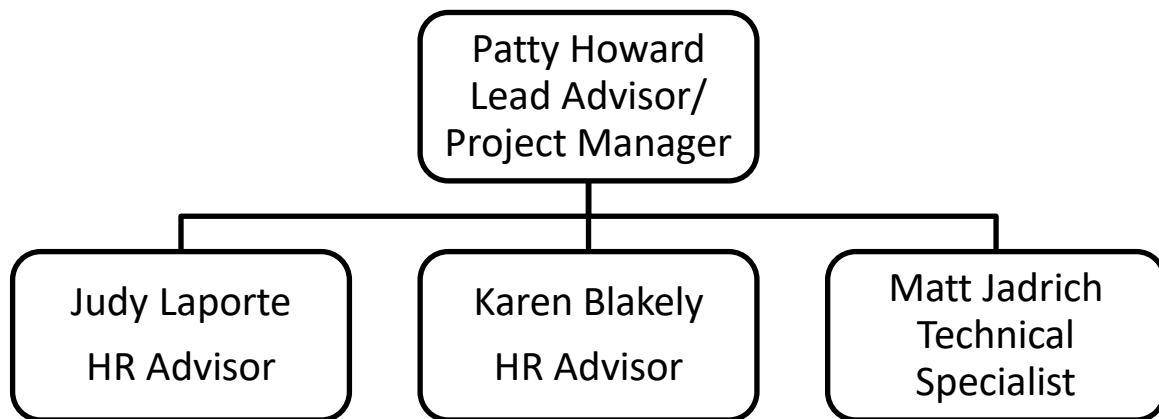 Patty Howard
Lead Advisor/
Project Manager
Judy Laporte
HR Advisor
Karen Blakely
HR Advisor
Matt Jadrich
Technical
Specialist